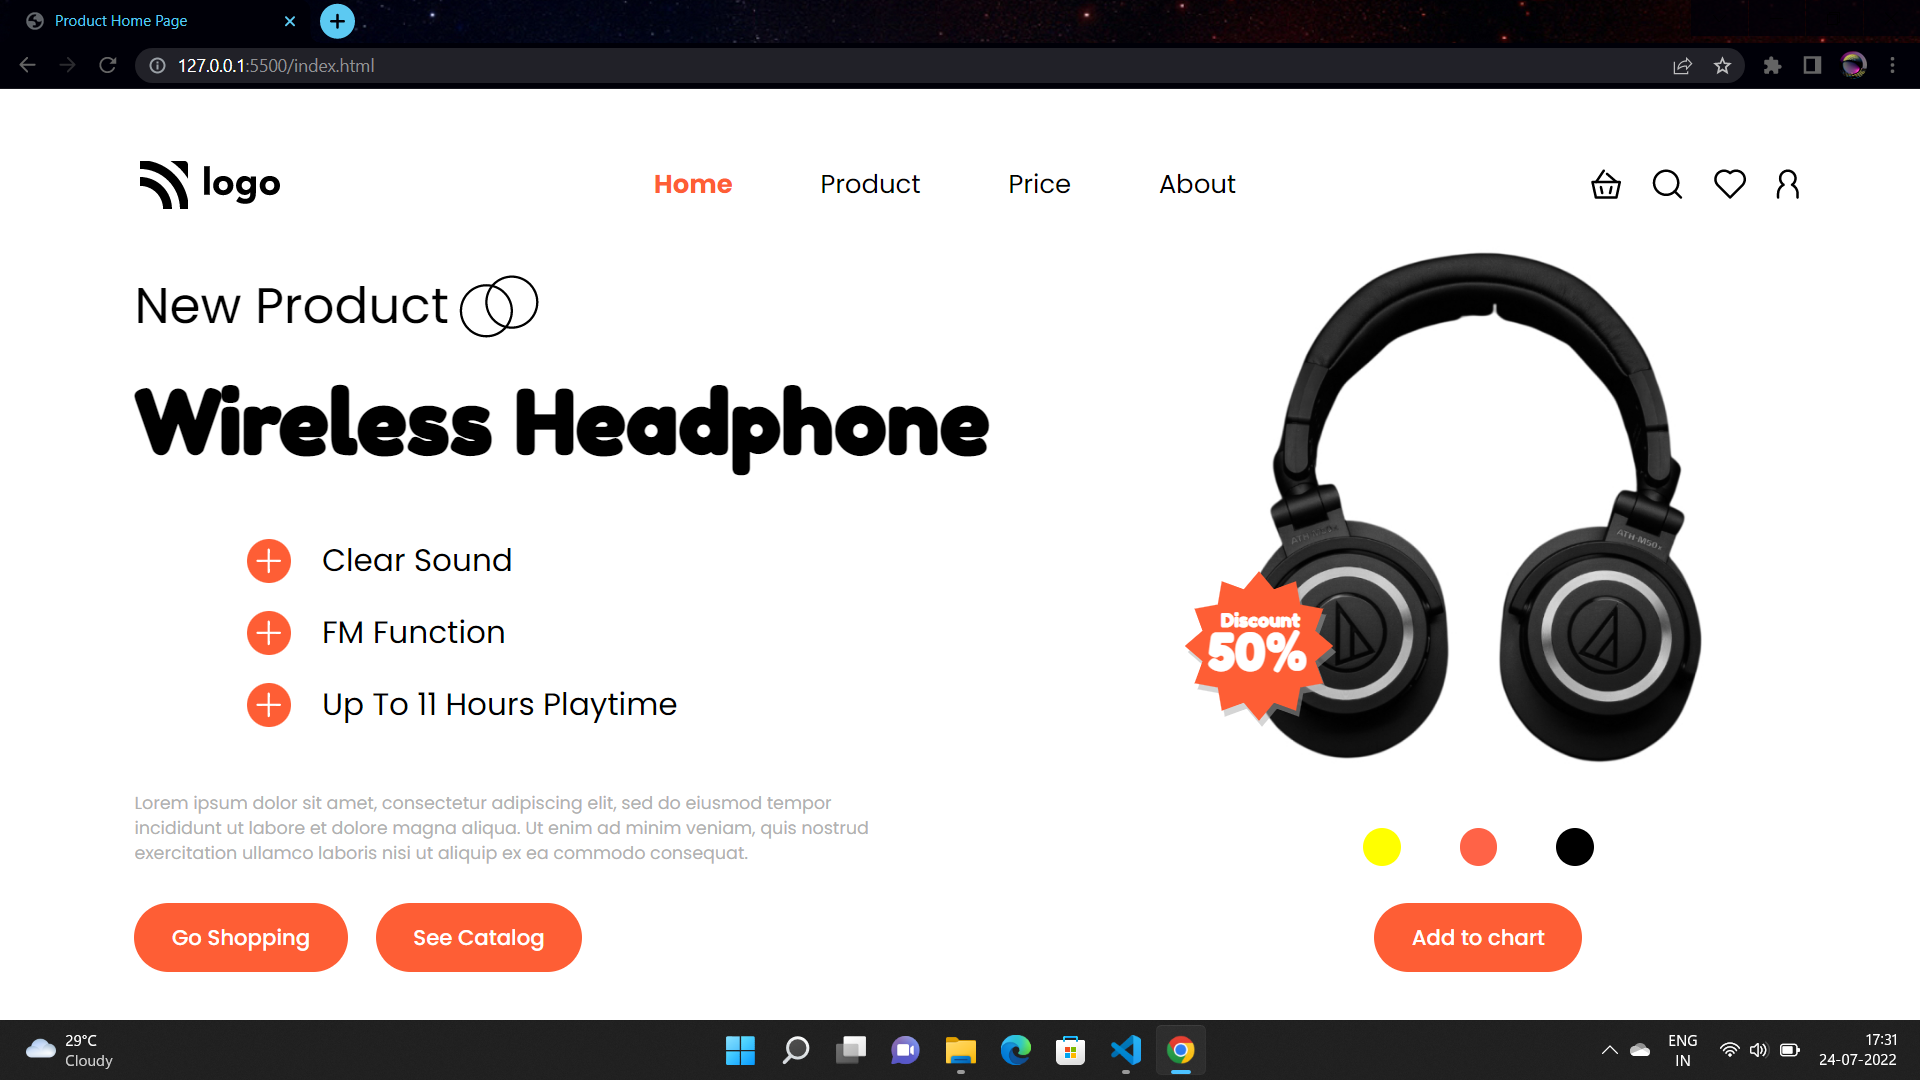 Product Home Page
127.0.0.1:5500/index.html
logo
Home Product Price About
New Product
Wireless Headphone
Clear Sound
FM Function
Up To 11 Hours Playtime
ATH-M50x
Discount
50%
Lorem ipsum dolor sit amet, consectetur adipiscing elit, sed do eiusmod tempor
incididunt ut labore et dolore magna aliqua. Ut enim ad minim veniam, quis nostrud
exercitation ullamco laboris nisi ut aliquip ex ea commodo consequat.
Go Shopping
See Catalog
Add to chart
29°C
Cloudy
ENG
IN
17:31
24-07-2022